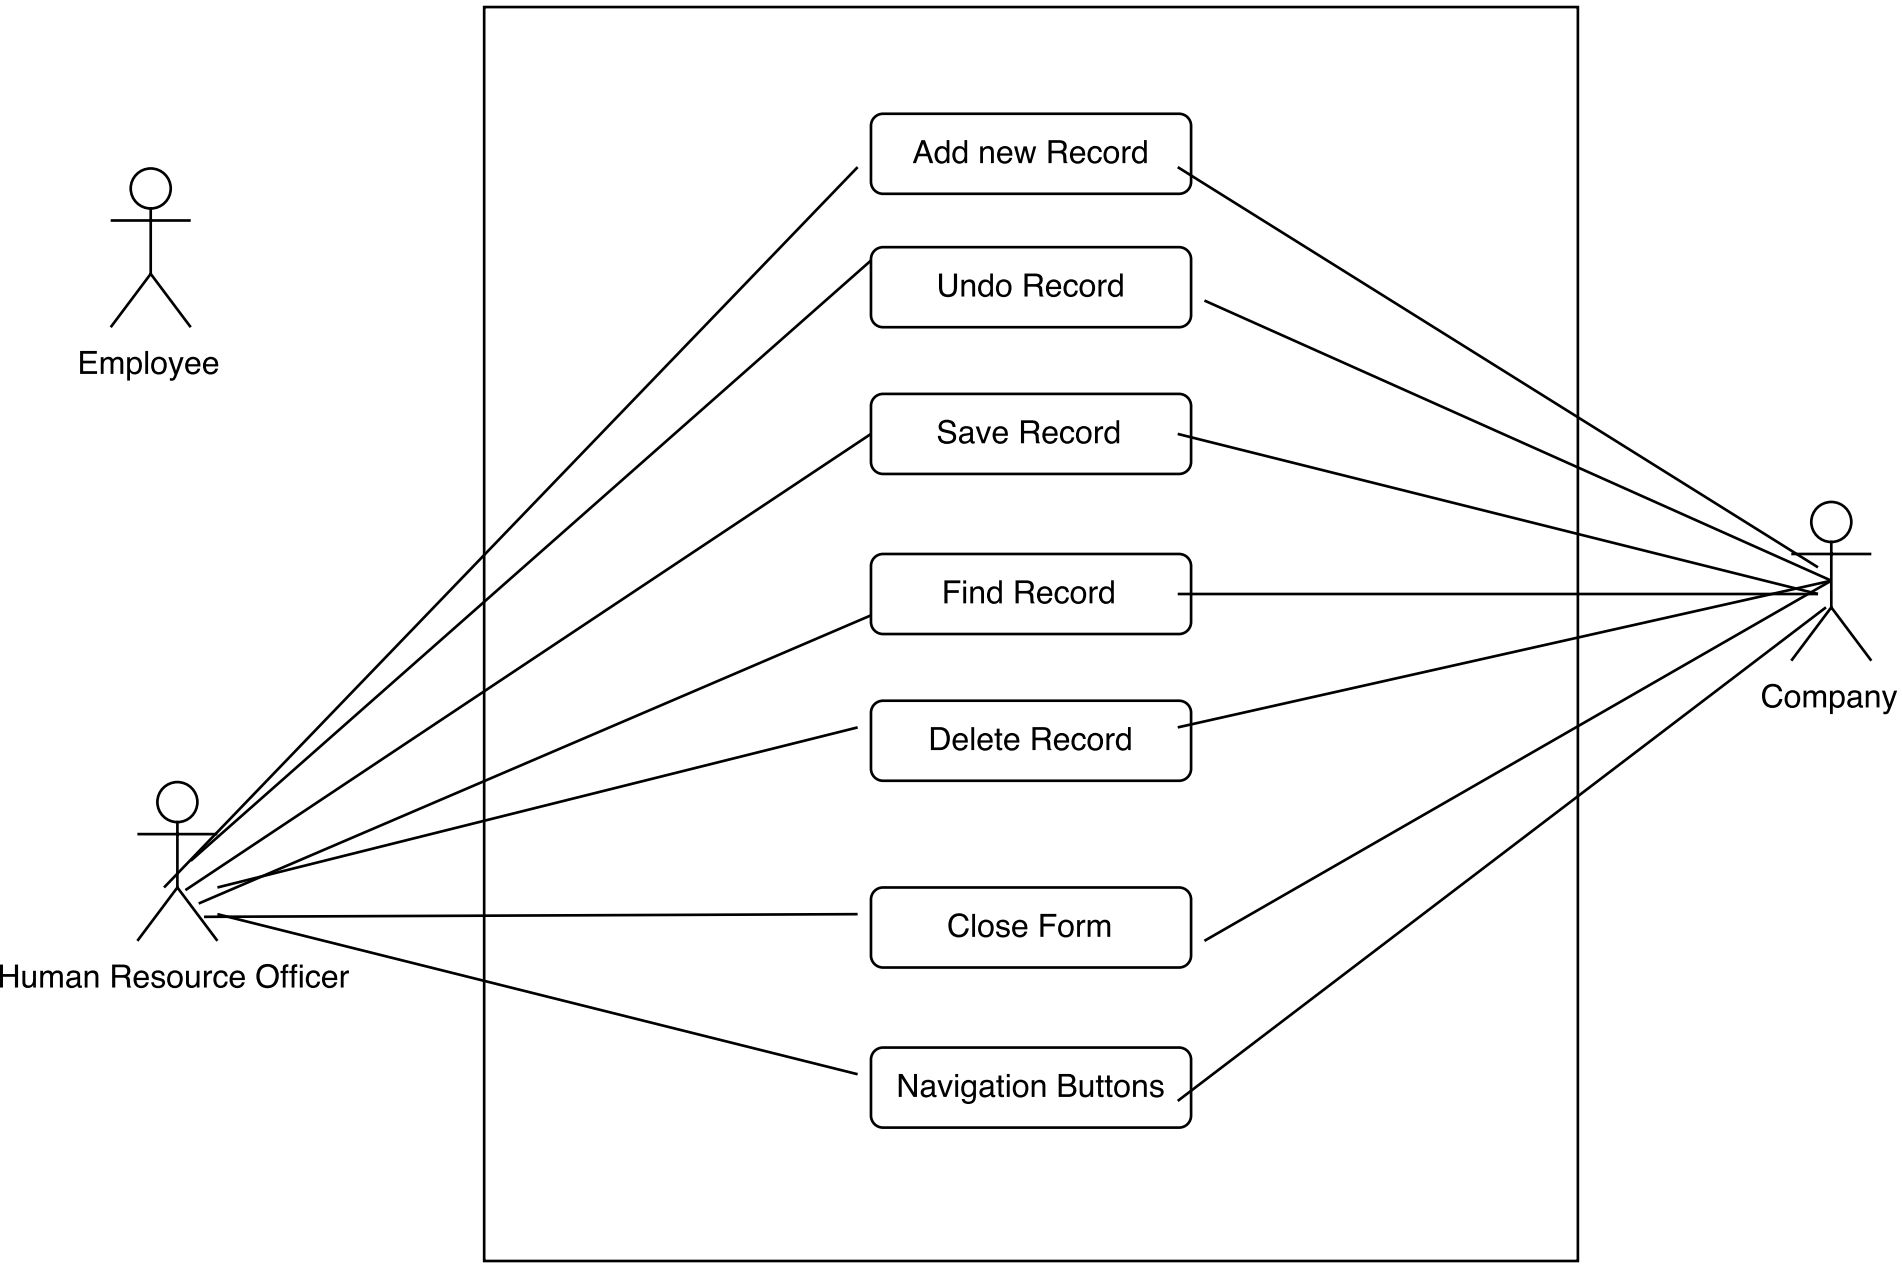 Add new Record
Undo Record
Employee
Save Record
Find Record
Company
Delete Record
Close Form
Human Resource Officer
Navigation Buttons